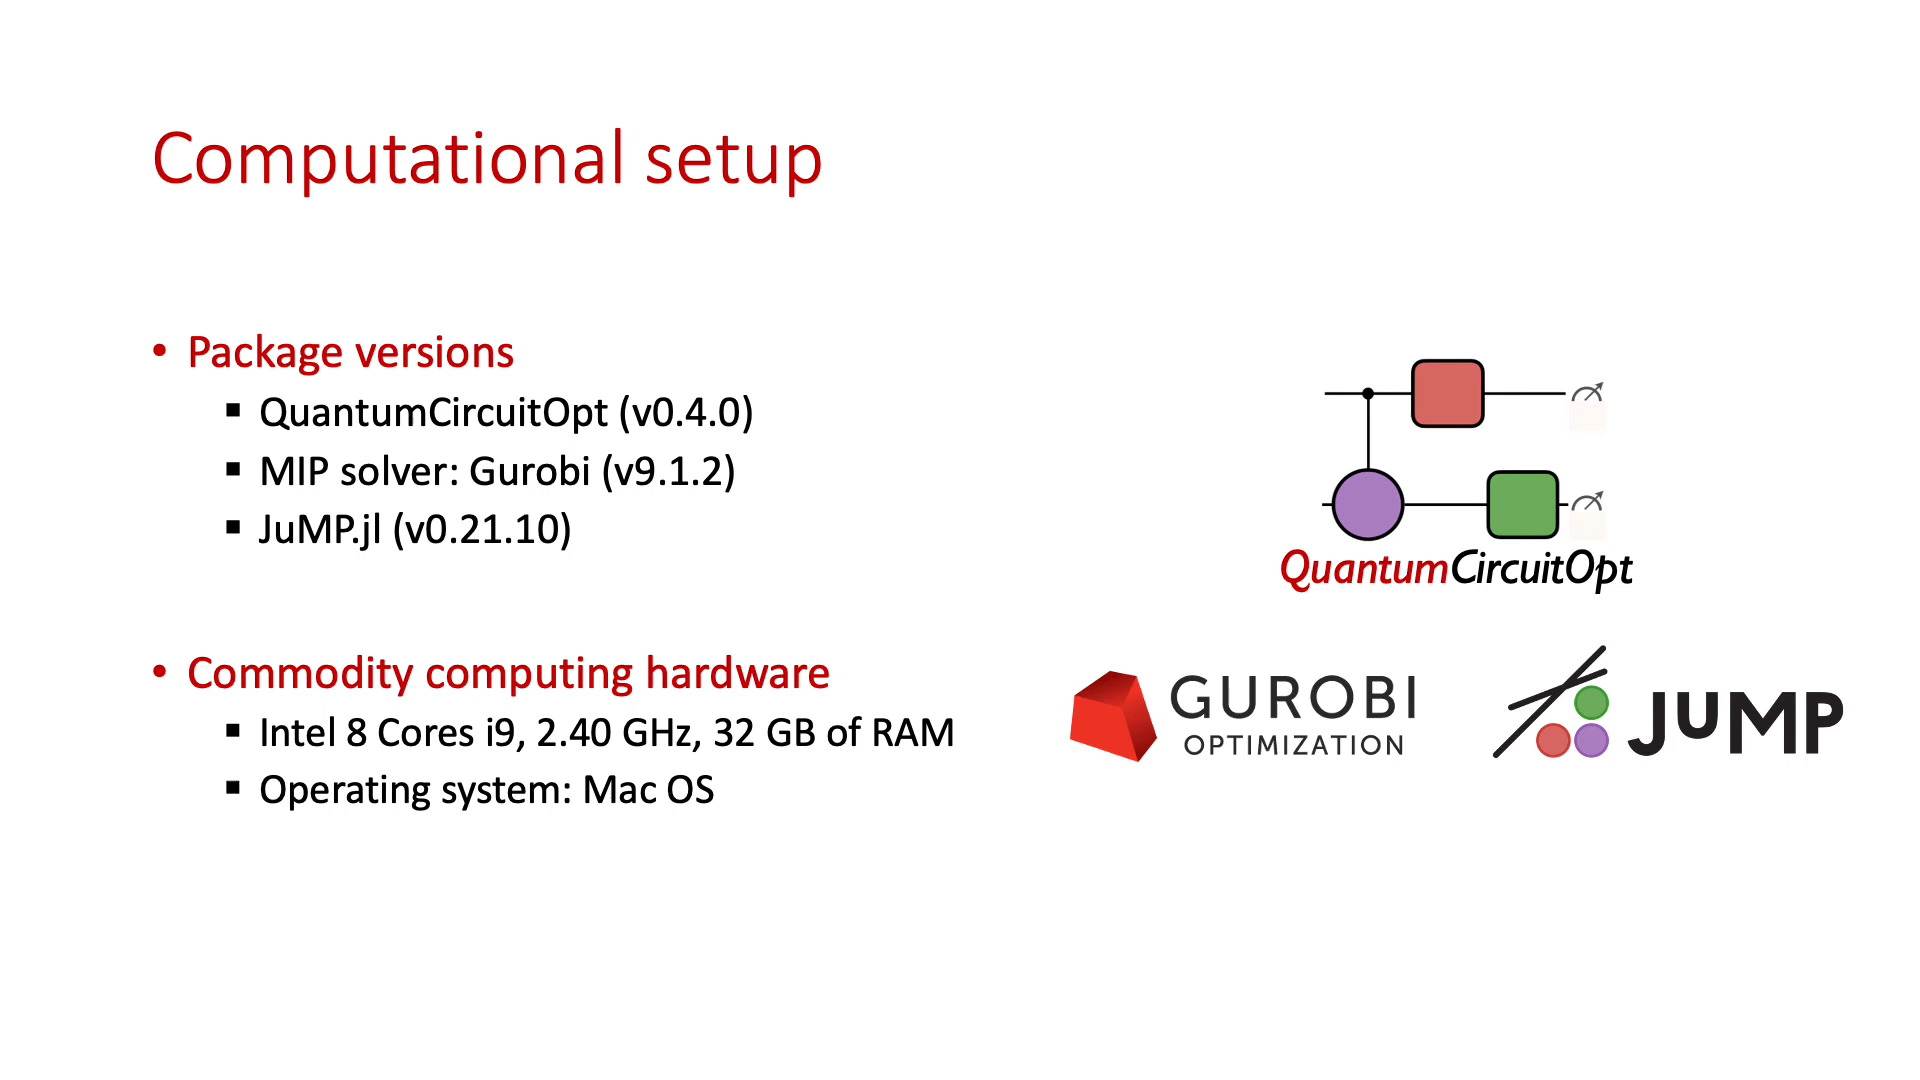 Computational setup
• Package versions
▪ QuantumCircuitOpt (v0.4.0)
▪ MIP solver: Gurobi (v9.1.2)
▪ JuMP.jl (v0.21.10)
• Commodity computing hardware
▪ Intel 8 Cores i9, 2.40 GHz, 32 GB of RAM
▪ Operating system: Mac OS
QuantumCircuitOpt
GUROBI
OPTIMIZATION
JuMP